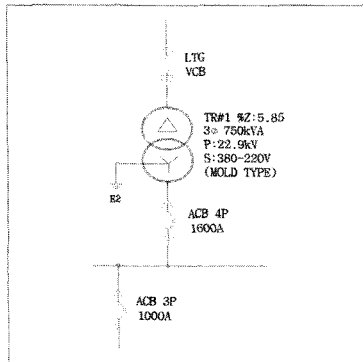 LTG
VCB
TR#1 %Z:5.85
3ⱷ 750kVA
P:22.9kV
S:380-220V
(MOLD TYPE)
E2
ACB 4P
1600A
ACB 3P
1000A